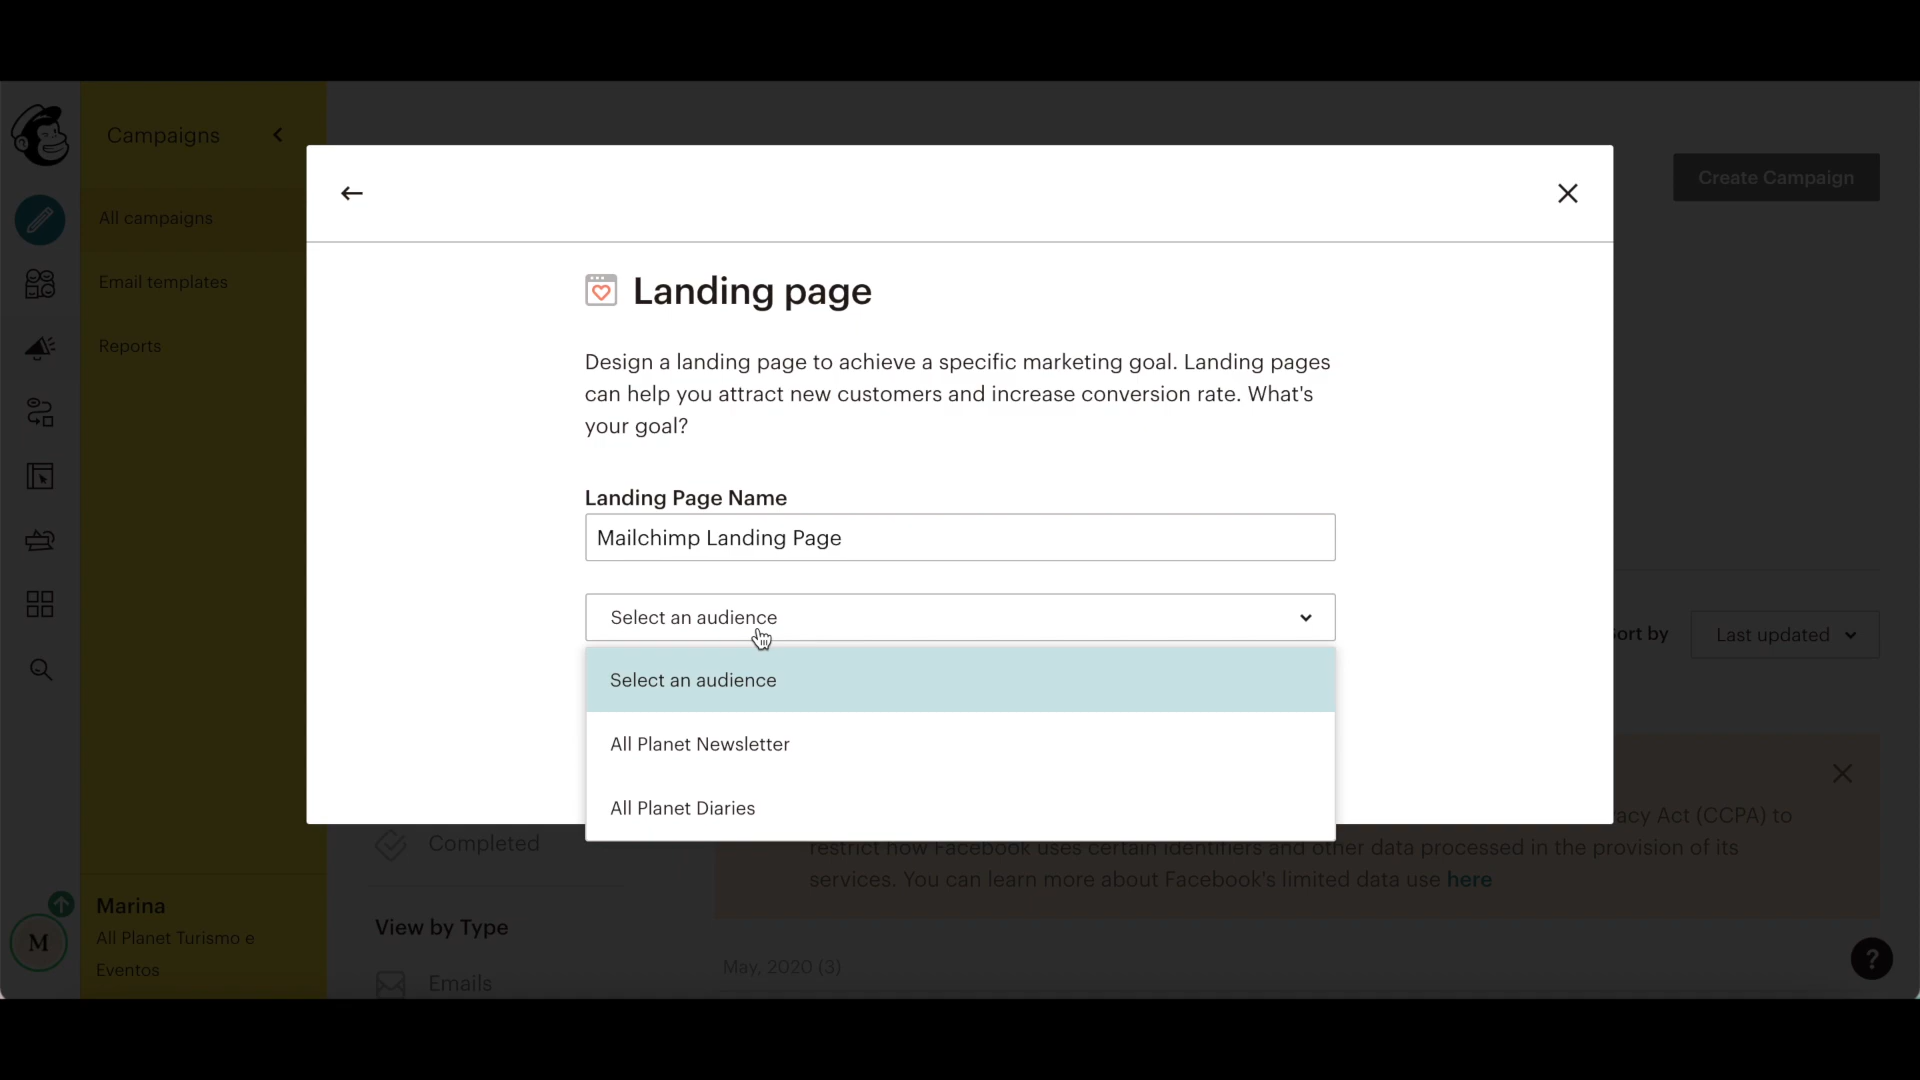 Campaigns
Create Campaign
All campaigns
Email templates
Reports
Landing page
Design a landing page to achieve a specific marketing goal. Landing pages
can help you attract new customers and increase conversion rate. What's
your goal?
Landing Page Name
Mailchimp Landing Page
Select an audience
Select an audience
All Planet Newsletter
All Planet Diaries
ort by
Last updated
acy Act (CCPA) to
restrict how Facebook uses certain identifiers and other data processed in the provision of its
services. You can learn more about Facebook's limited data use here
Completed
View by Type
Emails
May, 2020 (3)
M
Marina
All Planet Turismo e
Eventos
?